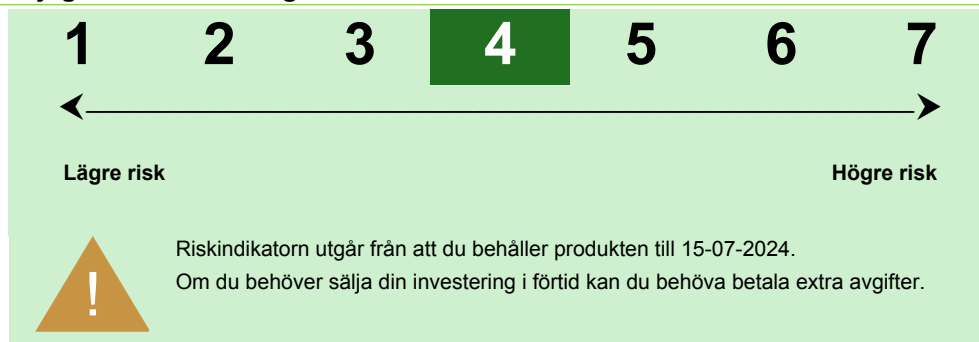 1 2 3 4 5 6 7
Lägre risk Högre risk
Riskindikatorn utgår från att du behåller produkten till 15-07-2024.
!
Om du behöver sälja din investering i förtid kan du behöva betala extra avgifter.